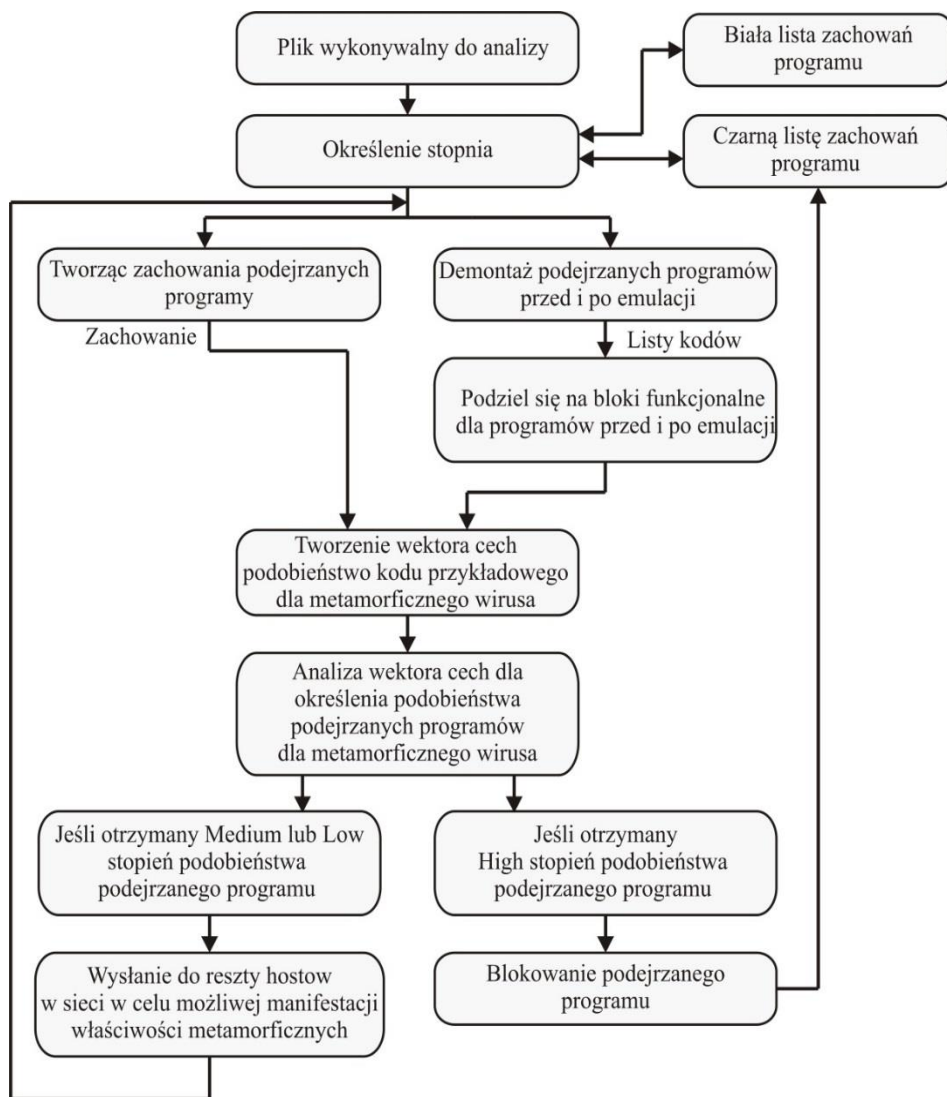 Plik wykonywalny do analizy
Biała lista zachowań
programu
Określenie stopnia
Czarną listę zachowań
programu
Tworząc zachowania podejrzanych
programy
Demontaż podejrzanych programów
przed i po emulacji
Zachowanie
Listy kodów
Podziel się na bloki funkcjonalne
dla programów przed i po emulacji
Tworzenie wektora cech
podobieństwo kodu przykładowego
dla metamorficznego wirusa
Analiza wektora cech dla
określenia podobieństwa
podejrzanych programów
dla metamorficznego wirusa
Jeśli otrzymany Medium lub Low
stopień podobieństwa
podejrzanego programu
Jeśli otrzymany
High stopień podobieństwa
podejrzanego programu
Wysłanie do reszty hostow
w sieci w celu możliwej manifestacji
właściwości metamorficznych
Blokowanie podejrzanego
programu